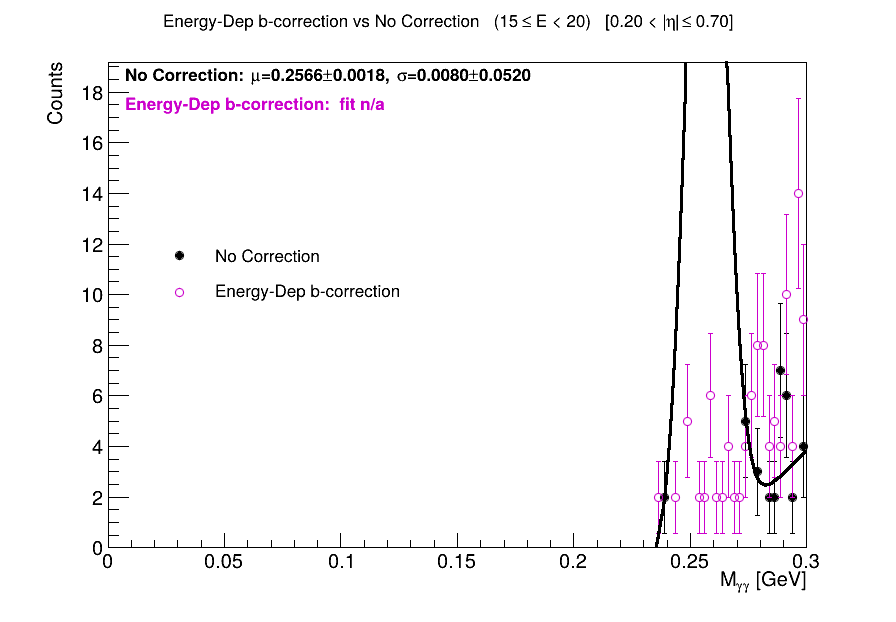 Energy-Dep b-correction vs No Correction (15 ≤ E < 20) [0.20 < |η| ≤ 0.70]
Counts
No Correction: μ=0.2566±0.0018, σ=0.0080±0.0520
Energy-Dep b-correction: fit n/a
18
16
14
12
10
8
6
4
2
0
No Correction
Energy-Dep b-correction
0 0.05 0.1 0.15 0.2 0.25 0.3
Mγγ [GeV]